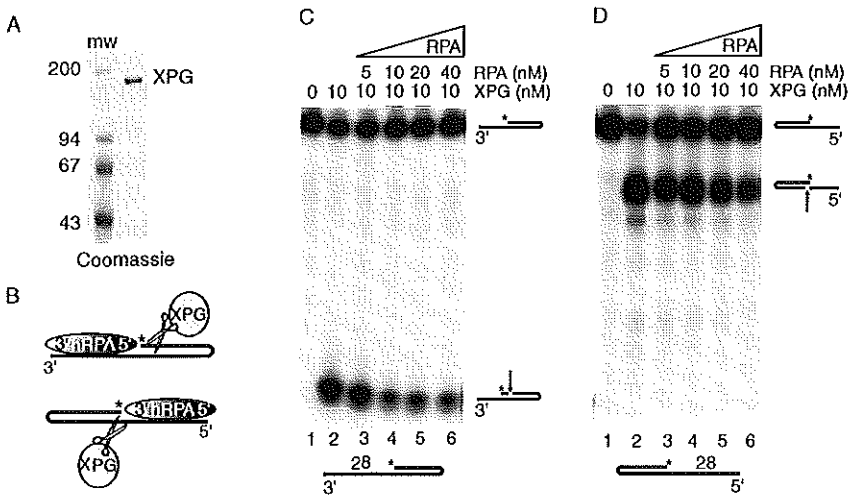 A
mw
200
XPG
94
67
43
Coomassie
B
XPG
3' hRPA 5'
*
3'
*
3' hRPA 5'
5'
XPG
C
RPA
5 10 20 40 RPA (nM)
0 10 10 10 10 10 XPG (nM)
*
3'
**
3'
1 2 3 4 5 6
28 *
3'
D
RPA
5 10 20 40 RPA (nM)
0 10 10 10 10 10 XPG (nM)
*
5'
*
5'
1 2 3 4 5 6
* 28
5'